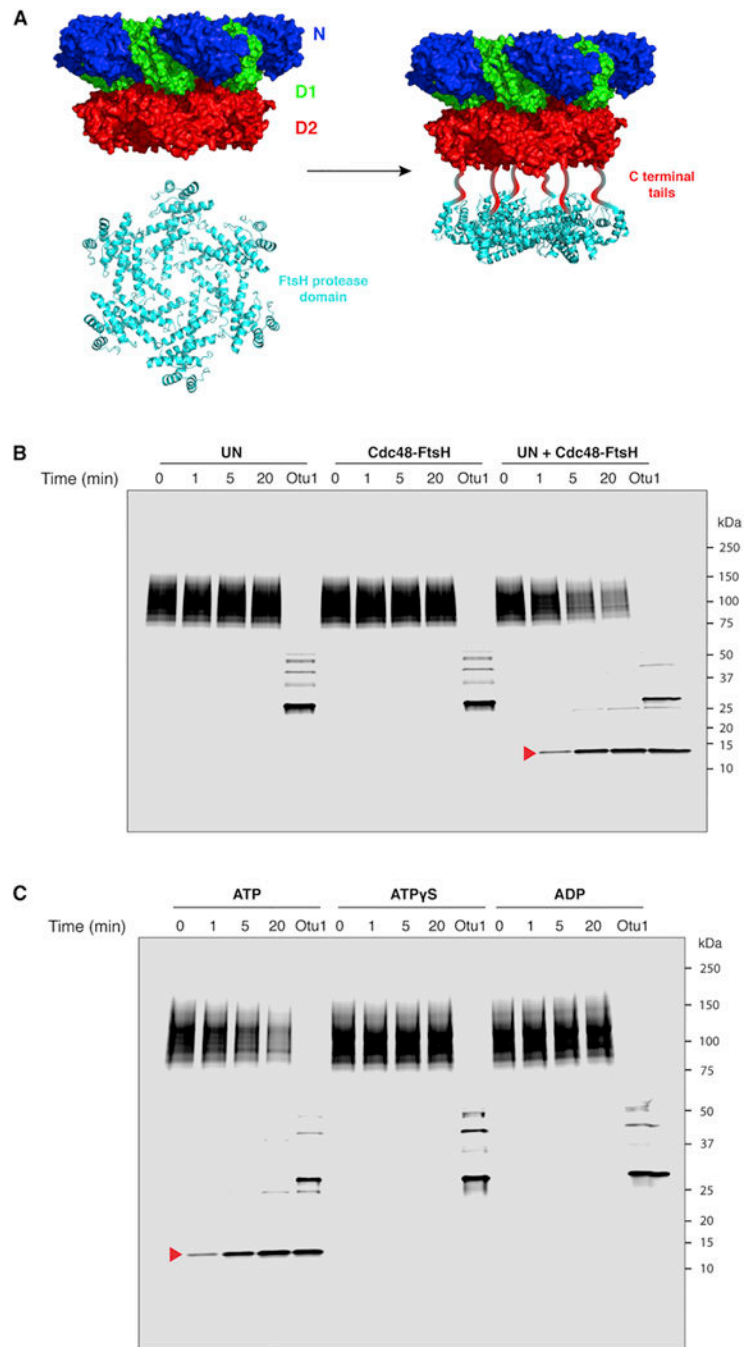 A
N
D1
D2
C terminal
tails
FtsH protease
domain
B
UN Cdc48-FtsH UN + Cdc48-FtsH
Time (min) 0 1 5 20 Otu1 0 1 5 20 Otu1 0 1 5 20 Otu1
kDa
250
150
100
75
50
37
25
20
15
10
C
ATP ATPγS ADP
Time (min) 0 1 5 20 Otu1 0 1 5 20 Otu1 0 1 5 20 Otu1
kDa
250
150
100
75
50
37
25
20
15
10